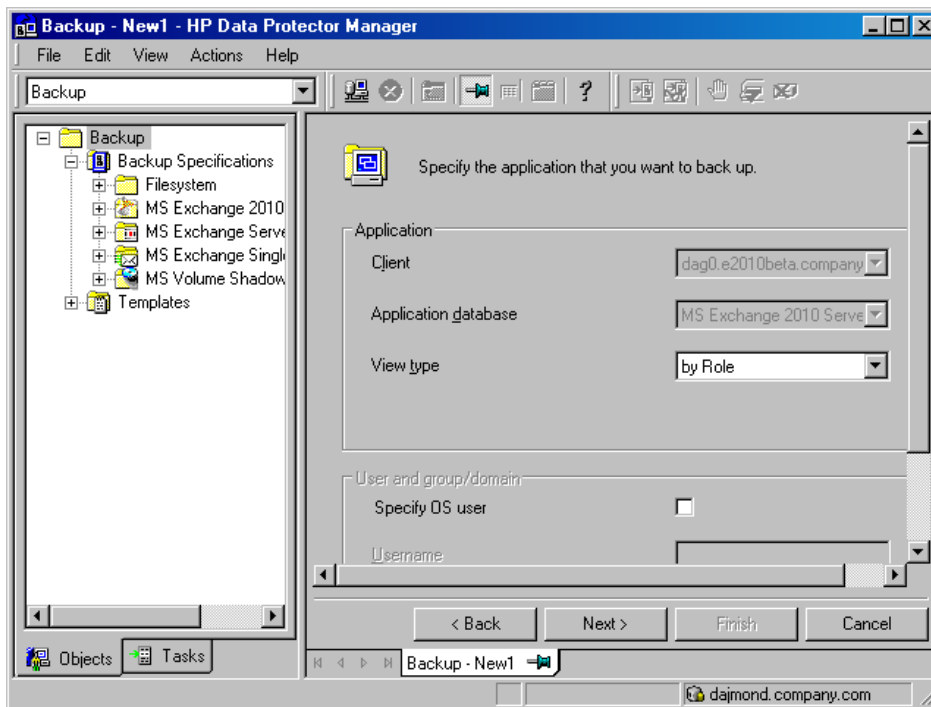 Backup - New1 - HP Data Protector Manager
File Edit View Actions Help
Backup
Backup
Backup Specifications
Filesystem
MS Exchange 2010
MS Exchange Serve
MS Exchange Singl
MS Volume Shadow
Templates
Objects
Tasks
Specify the application that you want to back up.
Application
Client
dag0.e2010beta.company
Application database
MS Exchange 2010 Serve
View type
by Role
User and group/domain
Specify OS user
Username
< Back
Next >
Finish
Cancel
Backup - New1
dajmond.company.com